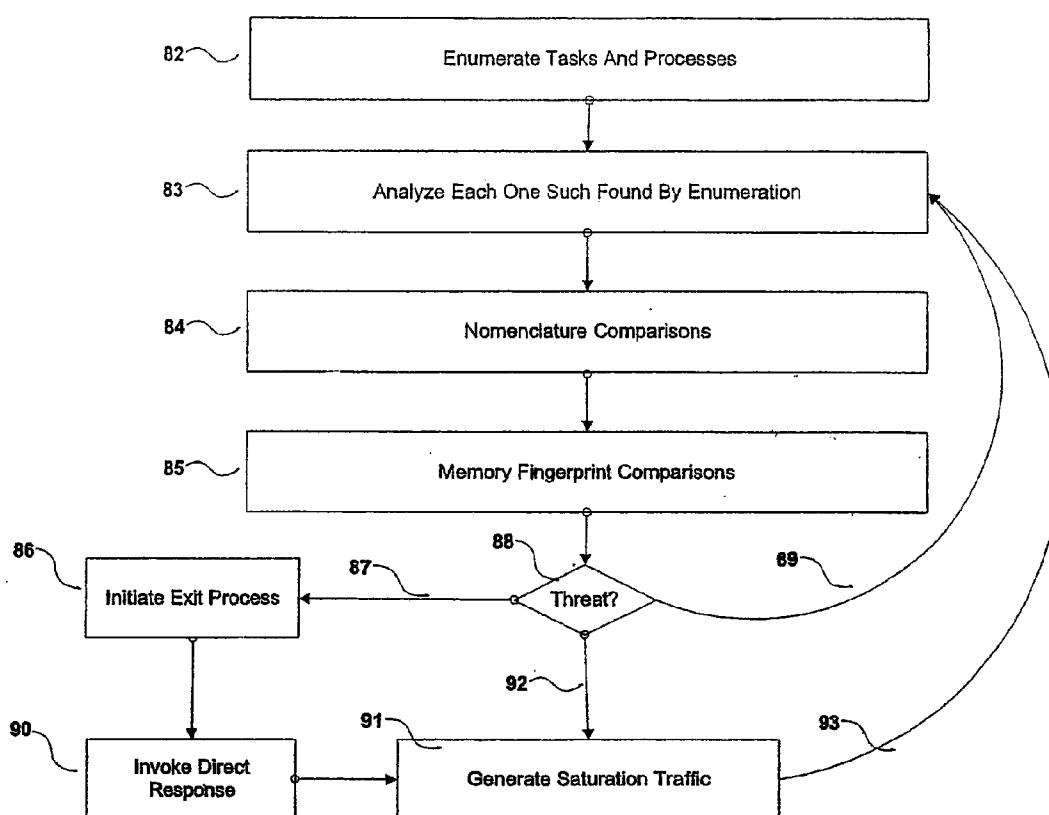 82
Enumerate Tasks And Processes
83
Analyze Each One Such Found By Enumeration
84
Nomenclature Comparisons
85
Memory Fingerprint Comparisons
86
Initiate Exit Process
87
88
Threat?
69
92
90
Invoke Direct
Response
91
Generate Saturation Traffic
93